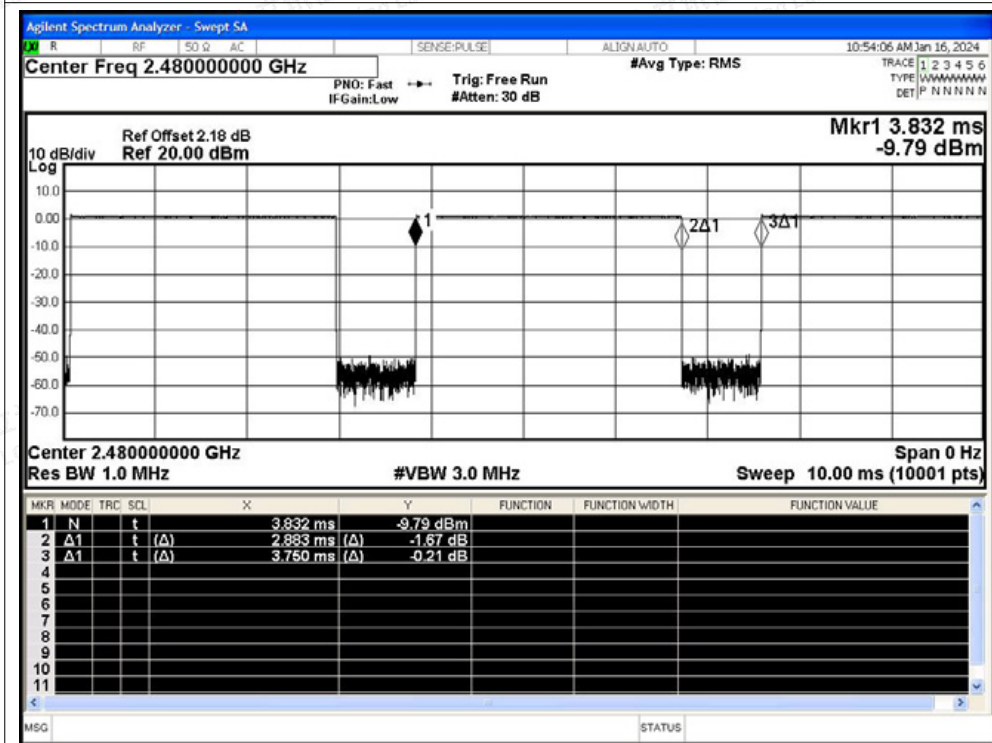 Agilent Spectrum Analyzer - Swept SA
LXI R RF 50 Ω AC SENSE:PULSE ALIGN AUTO 10:54:06 AM Jan 16, 2024
Center Freq 2.480000000 GHz #Avg Type: RMS TRACE 1 2 3 4 5 6
PNO: Fast Trig: Free Run TYPE WWWWWW
IFGain:Low #Atten: 30 dB DET P N N N N N
Mkr1 3.832 ms
Ref Offset 2.18 dB
10 dB/div Ref 20.00 dBm -9.79 dBm
Log
10.0
0.00
1
2Δ1
3Δ1
-10.0
-20.0
-30.0
-40.0
-50.0
-60.0
-70.0
Center 2.480000000 GHz Span 0 Hz
Res BW 1.0 MHz #VBW 3.0 MHz Sweep 10.00 ms (10001 pts)
MKR MODE TRC SCL X Y FUNCTION FUNCTION WIDTH FUNCTION VALUE
1 N t 3.832 ms -9.79 dBm
2 Δ1 t (Δ) 2.883 ms (Δ) -1.67 dB
3 Δ1 t (Δ) 3.750 ms (Δ) -0.21 dB
4
5
6
7
8
9
10
11
MSG STATUS